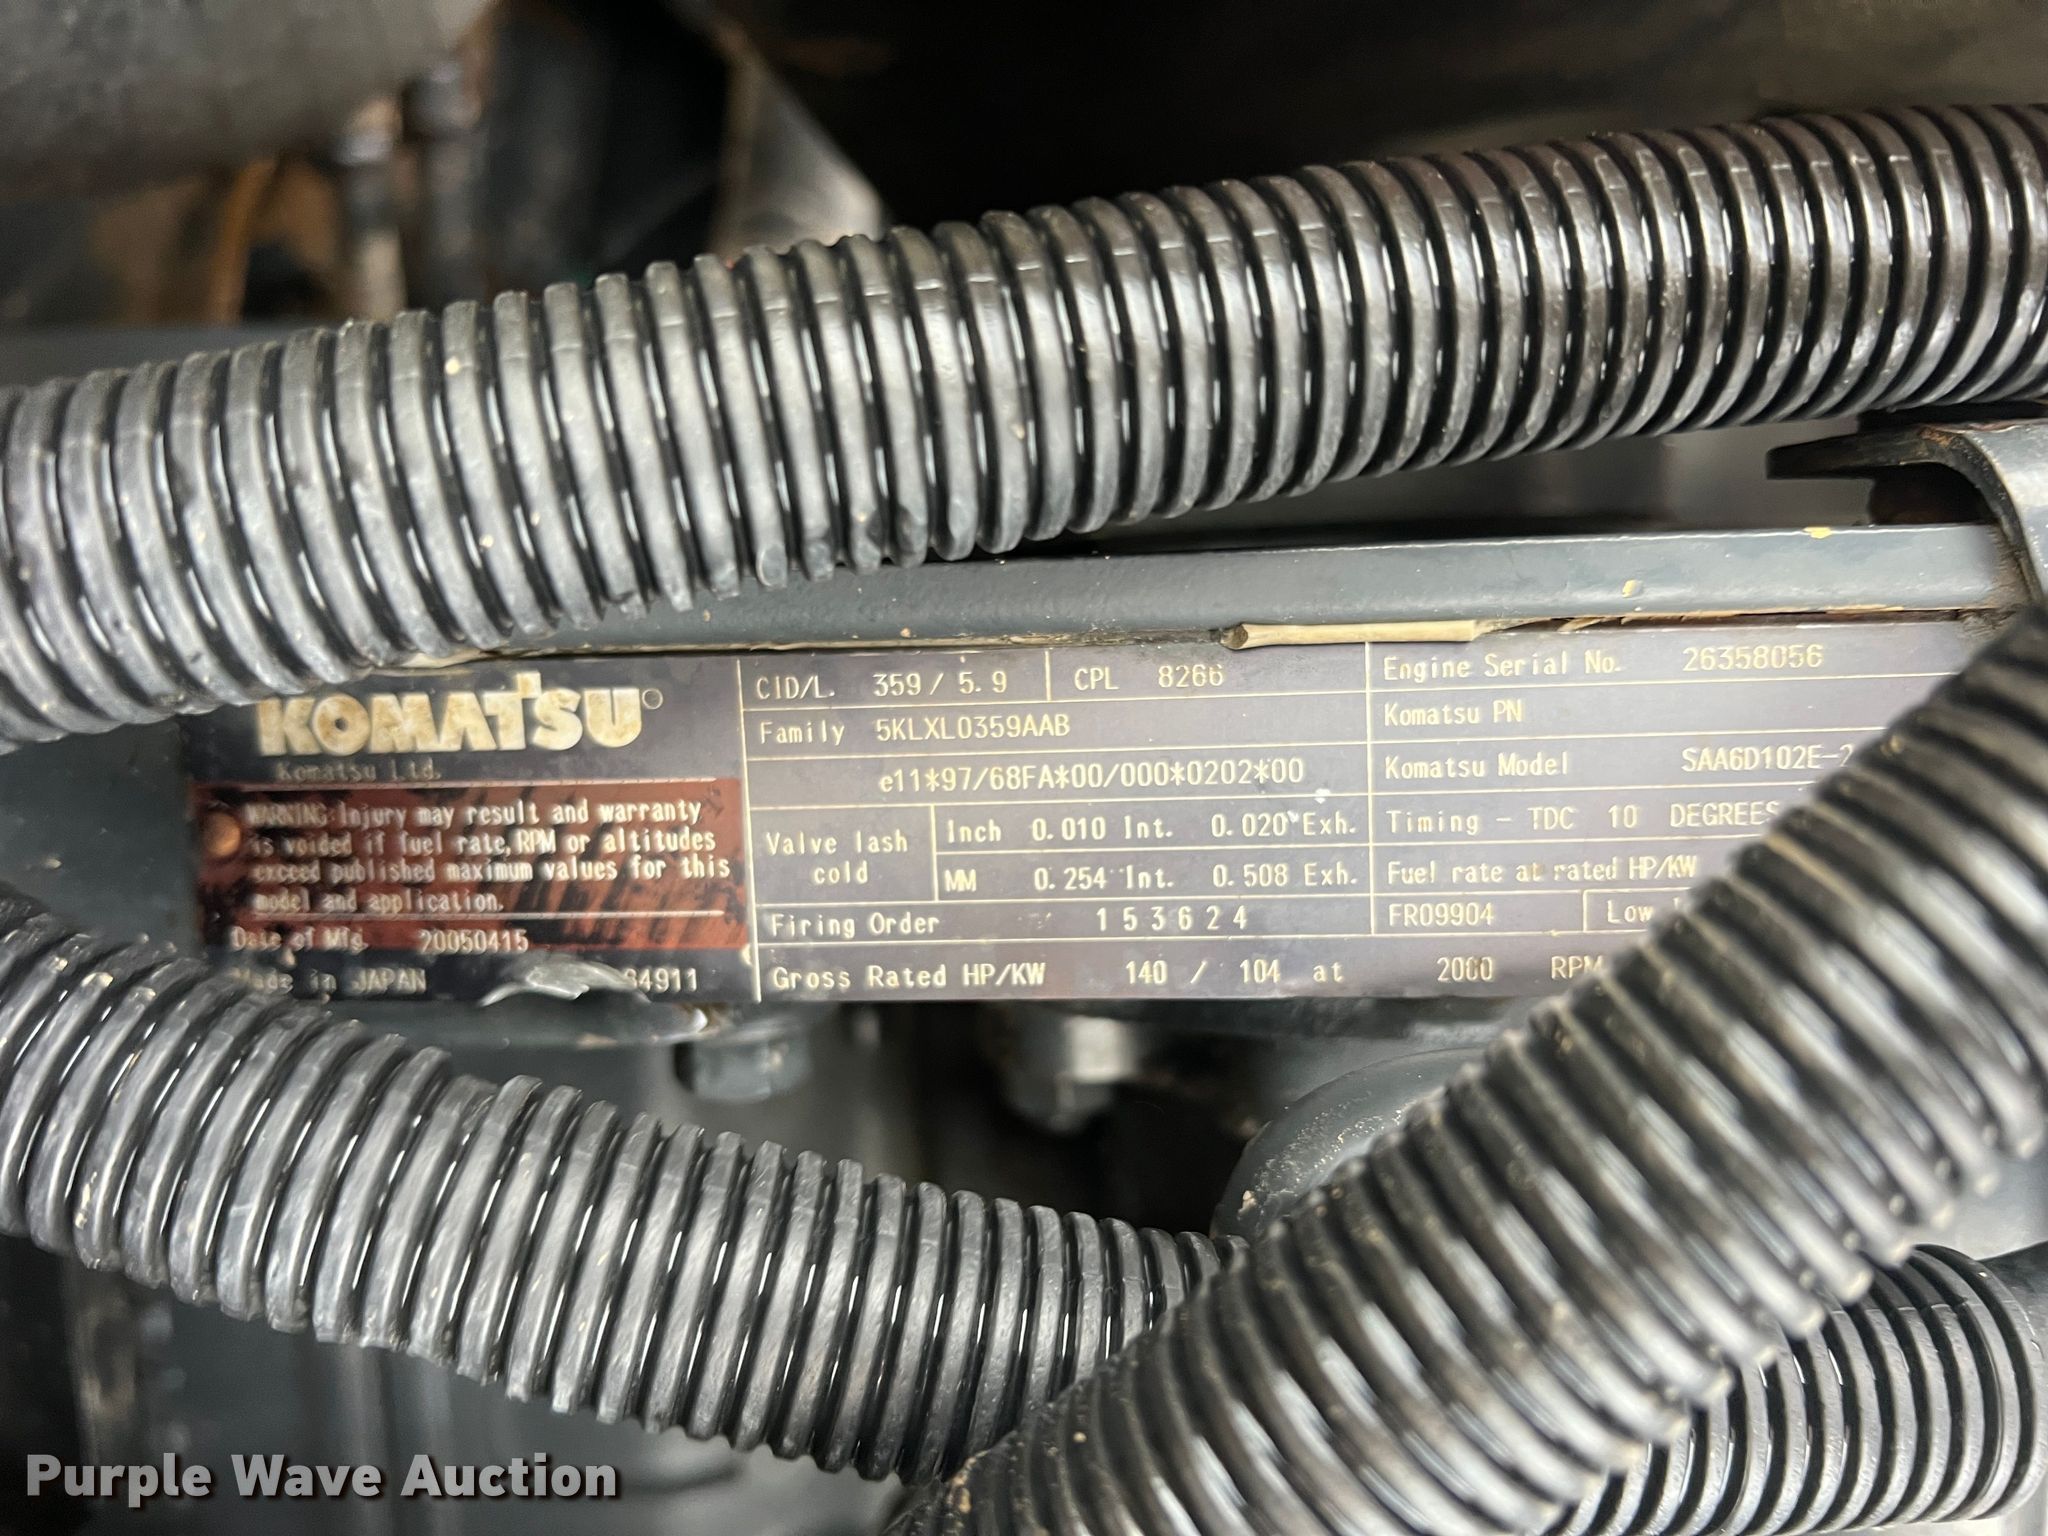 KOMATSU
Komatsu Ltd.
WARNING: Injury may result and warranty
is voided if fuel rate, RPM or altitudes
exceed published maximum values for this
model and application.
Date of Mfg. 20050415
Made in JAPAN 64911
CID/L. 359 / 5.9 CPL 8266
Family 5KLXL0359AAB
e11*97/68FA*00/000*0202*00
Valve lash cold
Inch 0.010 Int. 0.020 Exh.
MM 0.254 Int. 0.508 Exh.
Firing Order 153624
Gross Rated HP/KW 140 / 104 at 2000 RPM
Engine Serial No. 26358056
Komatsu PN
Komatsu Model SAA6D102E-2
Timing - TDC 10 DEGREES
Fuel rate at rated HP/KW
FR09904 Low
Purple Wave Auction